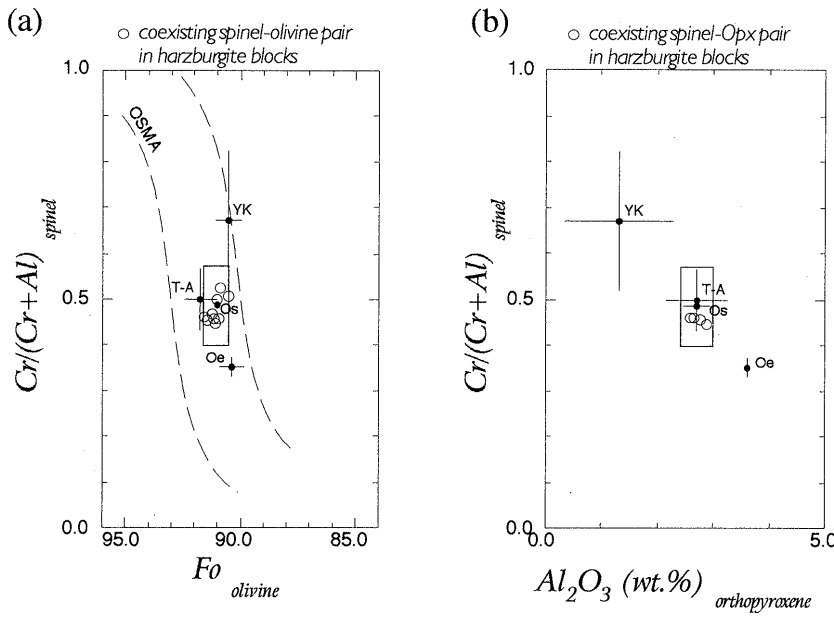 (a)
○ coexisting spinel-olivine pair
in harzburgite blocks
1.0
0.5
0.0
Cr/(Cr+Al) spinel
OSMA
YK
T-A
Os
Oe
95.0 90.0 85.0
Fo olivine
(b)
○ coexisting spinel-Opx pair
in harzburgite blocks
1.0
0.5
0.0
Cr/(Cr+Al) spinel
YK
T-A
Os
Oe
0.0 5.0
Al2O3 (wt.%) orthopyroxene